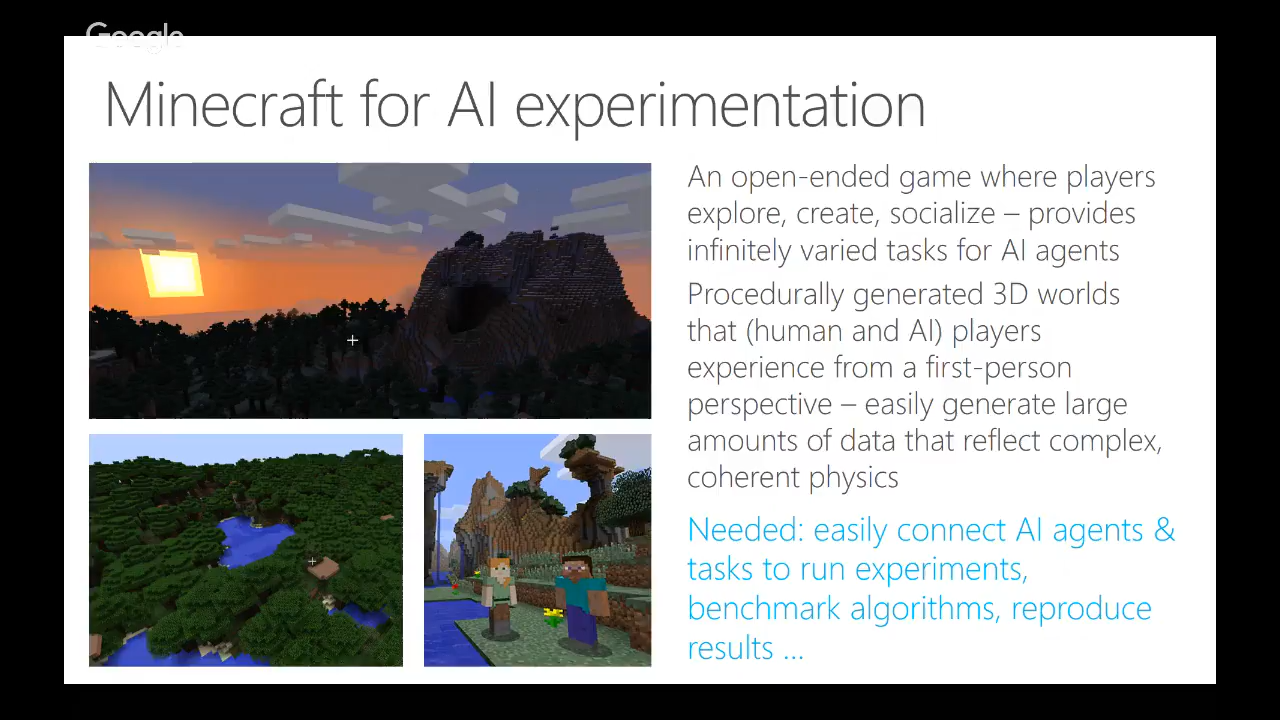 Google
Minecraft for AI experimentation
An open-ended game where players
explore, create, socialize – provides
infinitely varied tasks for AI agents
Procedurally generated 3D worlds
that (human and AI) players
experience from a first-person
perspective – easily generate large
amounts of data that reflect complex,
coherent physics
Needed: easily connect AI agents &
tasks to run experiments,
benchmark algorithms, reproduce
results ...